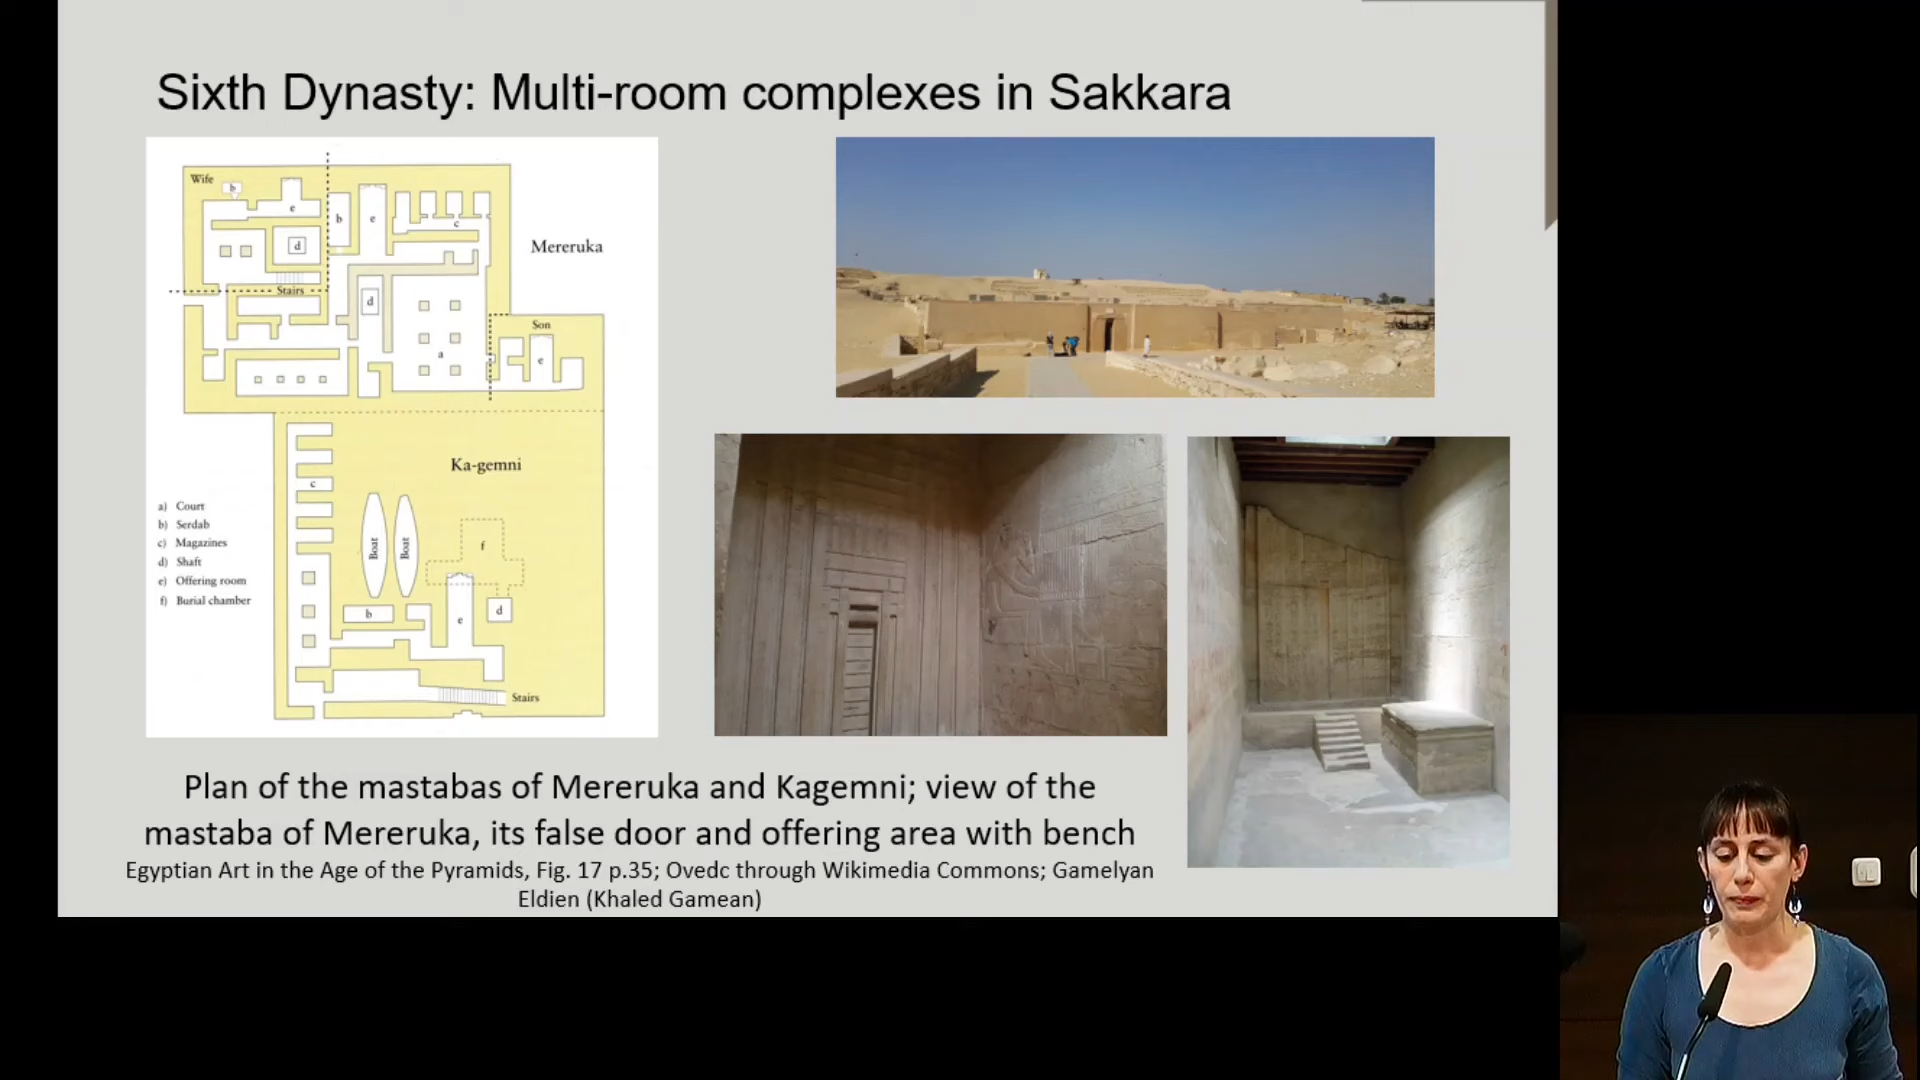 Sixth Dynasty: Multi-room complexes in Sakkara
Wife
b
e
b
e
c
d
Mererruka
Stairs
d
Son
a
e
Ka-gemni
c
a) Court
b) Serdab
c) Magazines
d) Shaft
e) Offering room
f) Burial chamber
Boat
Boat
f
b
e
d
Stairs
Plan of the mastabas of Mereruka and Kagemni; view of the
mastaba of Mereruka, its false door and offering area with bench
Egyptian Art in the Age of the Pyramids, Fig. 17 p.35; Ovedc through Wikimedia Commons; Gamelyan
Eldien (Khaled Gamean)